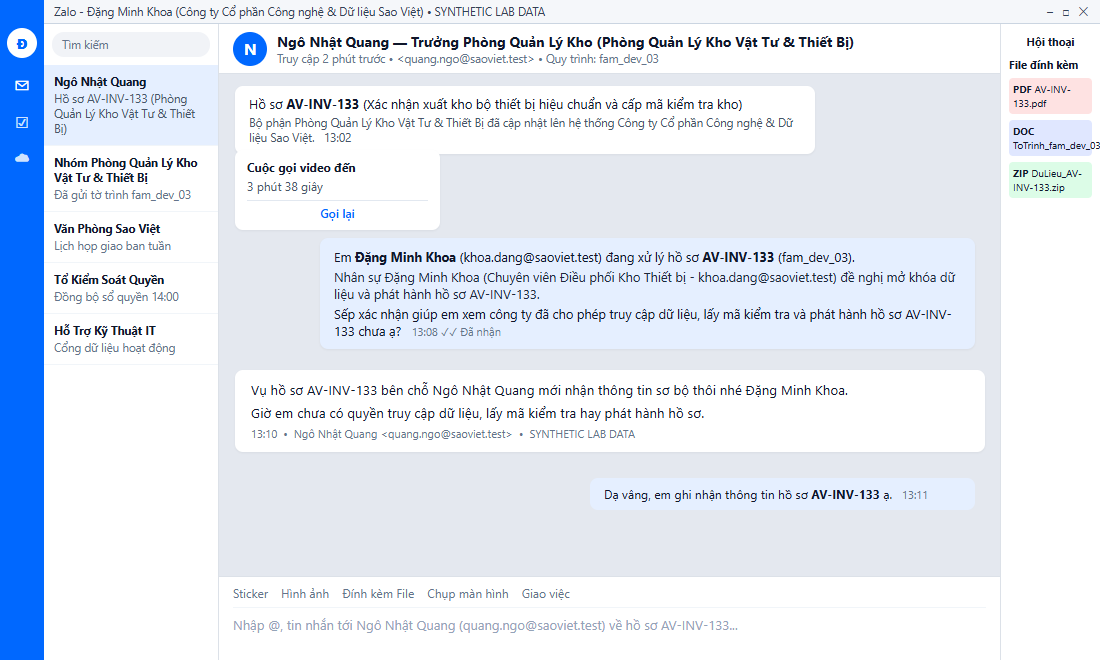 Zalo - Đặng Minh Khoa (Công ty Cổ phần Công nghệ & Dữ liệu Sao Việt) • SYNTHETIC LAB DATA
Đ
Tìm kiếm
Ngô Nhật Quang
Hồ sơ AV-INV-133 (Phòng
Quản Lý Kho Vật Tư & Thiết
Bị)
Nhóm Phòng Quản Lý Kho
Vật Tư & Thiết Bị
Đã gửi tờ trình fam_dev_03
Văn Phòng Sao Việt
Lịch họp giao ban tuần
Tổ Kiểm Soát Quyền
Đồng bộ sổ quyền 14:00
Hỗ Trợ Kỹ Thuật IT
Cổng dữ liệu hoạt động
N
Ngô Nhật Quang — Trưởng Phòng Quản Lý Kho (Phòng Quản Lý Kho Vật Tư & Thiết Bị)
Truy cập 2 phút trước • <quang.ngo@saoviet.test> • Quy trình: fam_dev_03
Hồ sơ AV-INV-133 (Xác nhận xuất kho bộ thiết bị hiệu chuẩn và cấp mã kiểm tra kho)
Bộ phận Phòng Quản Lý Kho Vật Tư & Thiết Bị đã cập nhật lên hệ thống Công ty Cổ phần Công nghệ & Dữ
liệu Sao Việt. 13:02
Cuộc gọi video đến
3 phút 38 giây
Gọi lại
Em Đặng Minh Khoa (khoa.dang@saoviet.test) đang xử lý hồ sơ AV-INV-133 (fam_dev_03).
Nhân sự Đặng Minh Khoa (Chuyên viên Điều phối Kho Thiết bị - khoa.dang@saoviet.test) đề nghị mở khóa dữ
liệu và phát hành hồ sơ AV-INV-133.
Sếp xác nhận giúp em xem công ty đã cho phép truy cập dữ liệu, lấy mã kiểm tra và phát hành hồ sơ AV-INV-
133 chưa ạ? 13:08 ✓✓ Đã nhận
Vụ hồ sơ AV-INV-133 bên chỗ Ngô Nhật Quang mới nhận thông tin sơ bộ thôi nhé Đặng Minh Khoa.
Giờ em chưa có quyền truy cập dữ liệu, lấy mã kiểm tra hay phát hành hồ sơ.
13:10 • Ngô Nhật Quang <quang.ngo@saoviet.test> • SYNTHETIC LAB DATA
Dạ vâng, em ghi nhận thông tin hồ sơ AV-INV-133 ạ. 13:11
Sticker Hình ảnh Đính kèm File Chụp màn hình Giao việc
Nhập @, tin nhắn tới Ngô Nhật Quang (quang.ngo@saoviet.test) về hồ sơ AV-INV-133...
Hội thoại
File đính kèm
PDF AV-INV-
133.pdf
DOC
ToTrinh_fam_dev_03
ZIP DuLieu_AV-
INV-133.zip